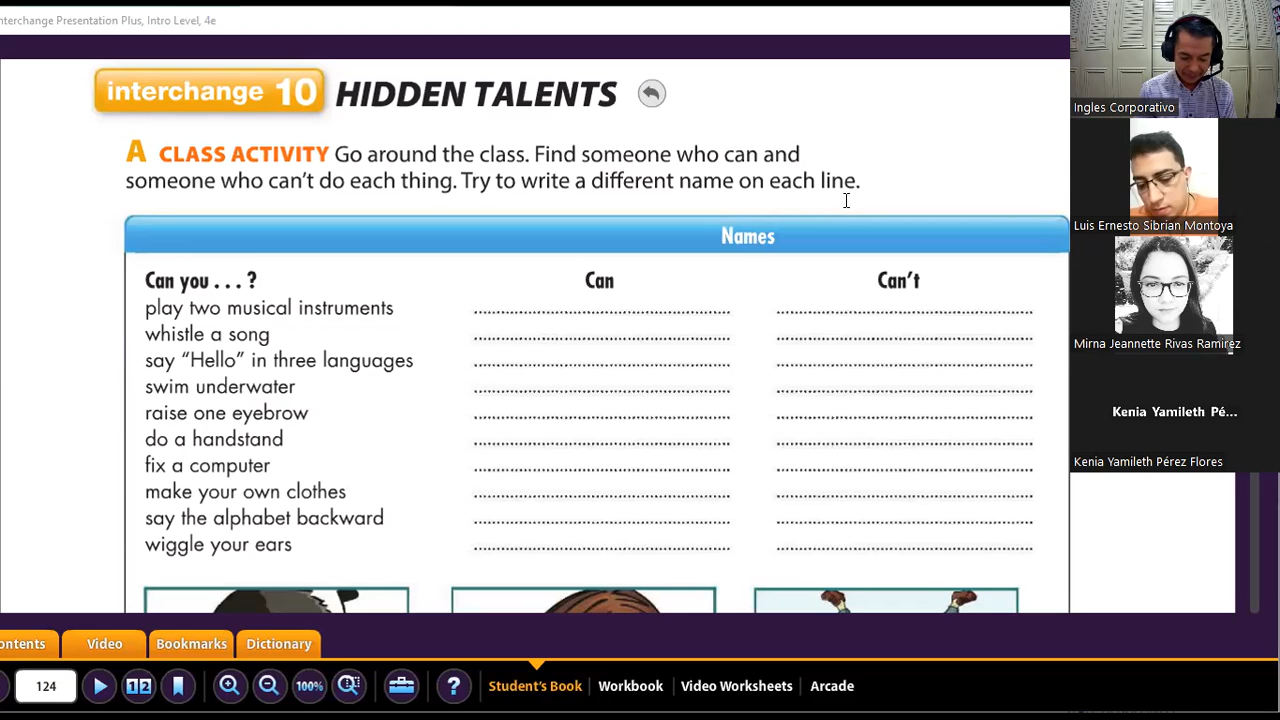 nterchange Presentation Plus, Intro Level, 4e
interchange 10 HIDDEN TALENTS
A CLASS ACTIVITY Go around the class. Find someone who can and
someone who can't do each thing. Try to write a different name on each line.
Names
Can you . . . ? Can Can't
play two musical instruments
whistle a song
say “Hello” in three languages
swim underwater
raise one eyebrow
do a handstand
fix a computer
make your own clothes
say the alphabet backward
wiggle your ears
Ingles Corporativo
Luis Ernesto Sibrian Montoya
Mirna Jeannette Rivas Ramirez
Kenia Yamileth Pé...
Kenia Yamileth Pérez Flores
ontents Video Bookmarks Dictionary
124 1 2 100% ? Student's Book Workbook Video Worksheets Arcade